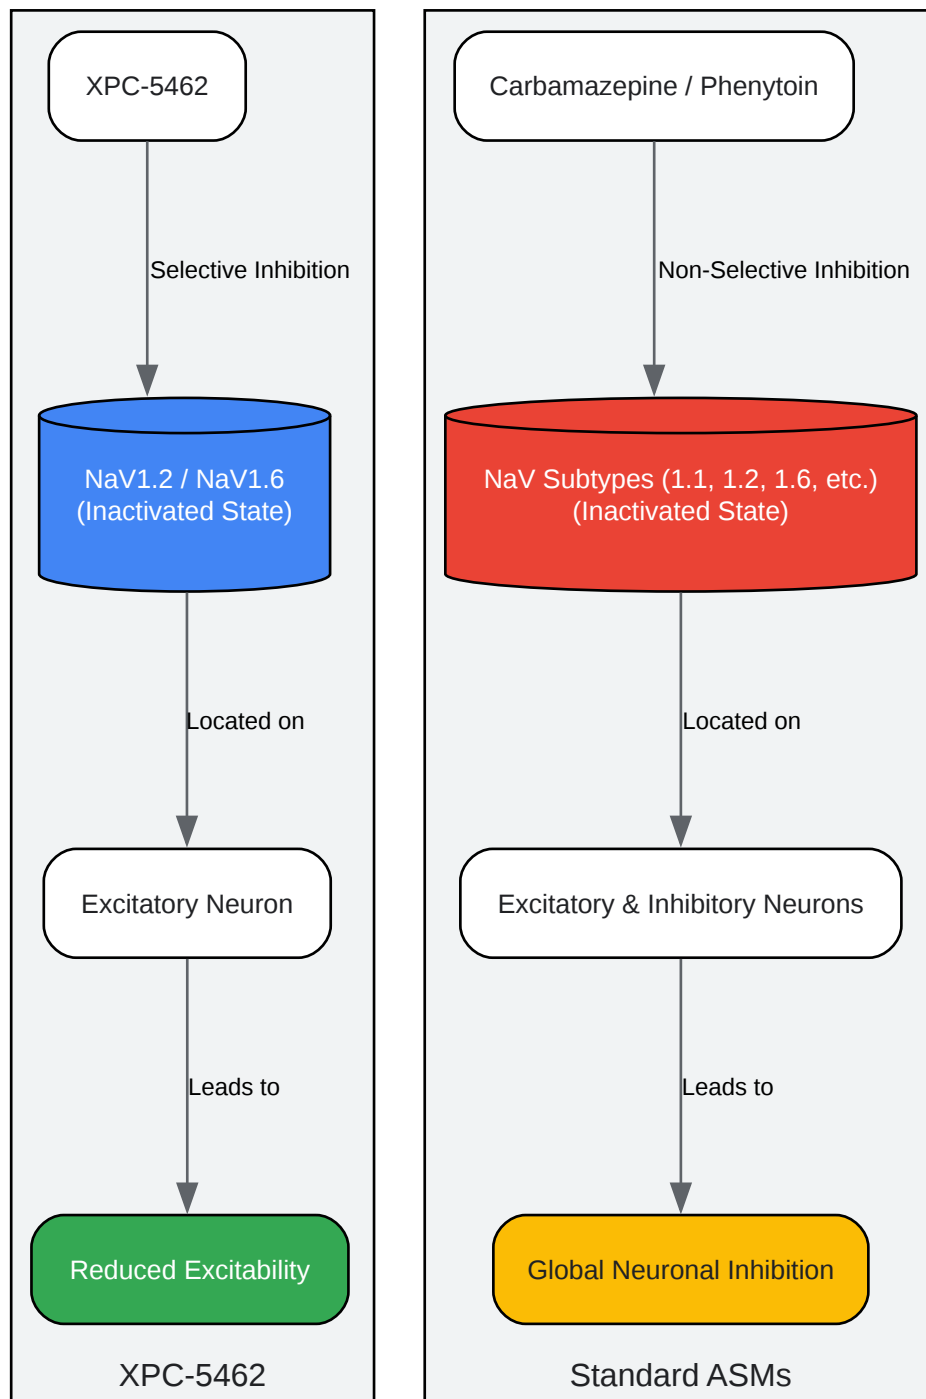 XPC-5462
Selective Inhibition
NaV1.2 / NaV1.6
(Inactivated State)
Located on
Excitatory Neuron
Leads to
Reduced Excitability
XPC-5462
Carbamazepine / Phenytoin
Non-Selective Inhibition
NaV Subtypes (1.1, 1.2, 1.6, etc.)
(Inactivated State)
Located on
Excitatory & Inhibitory Neurons
Leads to
Global Neuronal Inhibition
Standard ASMs